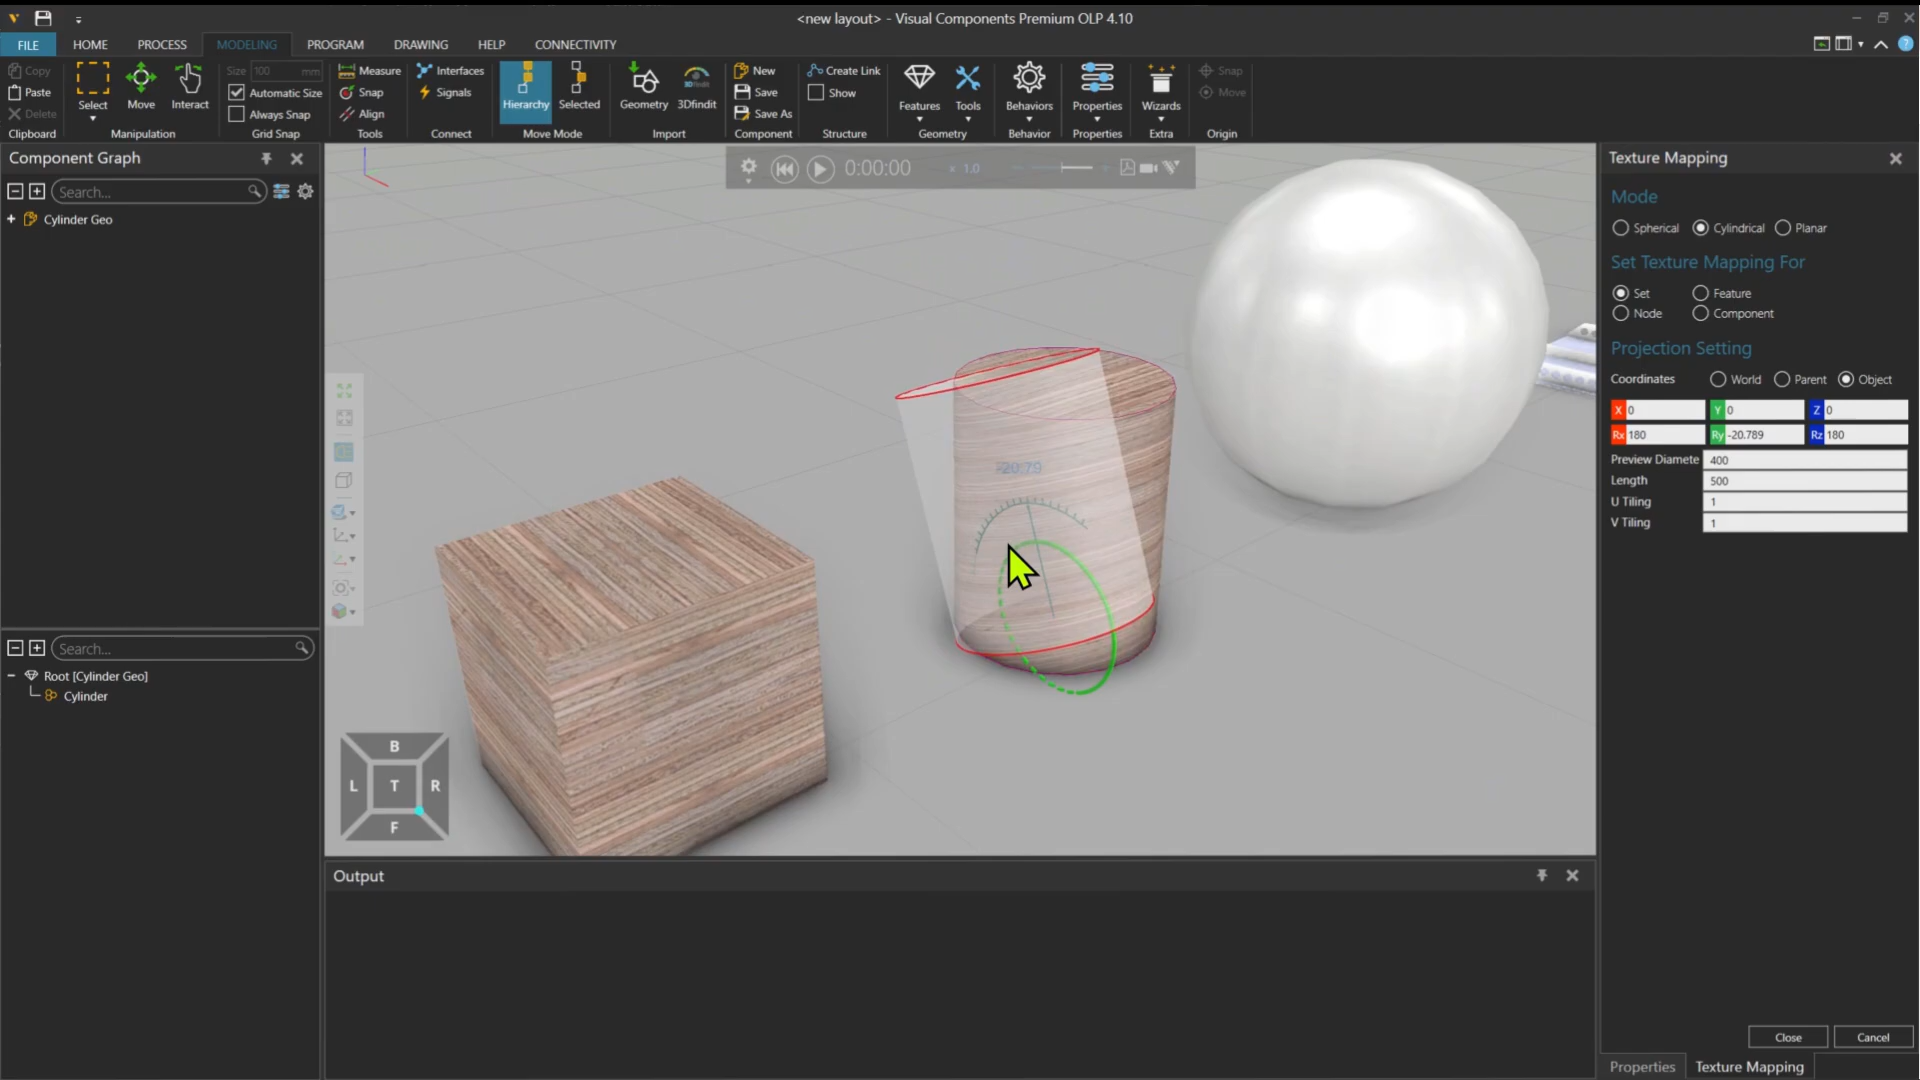 <new layout> - Visual Components Premium OLP 4.10
FILE HOME PROCESS MODELING PROGRAM DRAWING HELP CONNECTIVITY
Copy
Paste
Delete
Clipboard
Select
Move
Interact
Manipulation
Size 100 mm
Automatic Size
Always Snap
Grid Snap
Measure
Snap
Align
Tools
Interfaces
Signals
Connect
Hierarchy
Selected
Move Mode
Geometry
3Dfindit
Import
New
Save
Save As
Component
Create Link
Show
Structure
Features
Tools
Geometry
Behaviors
Behavior
Properties
Properties
Wizards
Extra
Snap
Move
Origin
Component Graph
Search...
Cylinder Geo
Search...
Root [Cylinder Geo]
Cylinder
0:00:00 x 1.0
-20.79
B
L T R
F
Output
Texture Mapping
Mode
Spherical Cylindrical Planar
Set Texture Mapping For
Set Feature
Node Component
Projection Setting
Coordinates World Parent Object
X 0 Y 0 Z 0
Rx 180 Ry -20.789 Rz 180
Preview Diamete 400
Length 500
U Tiling 1
V Tiling 1
Close Cancel
Properties Texture Mapping